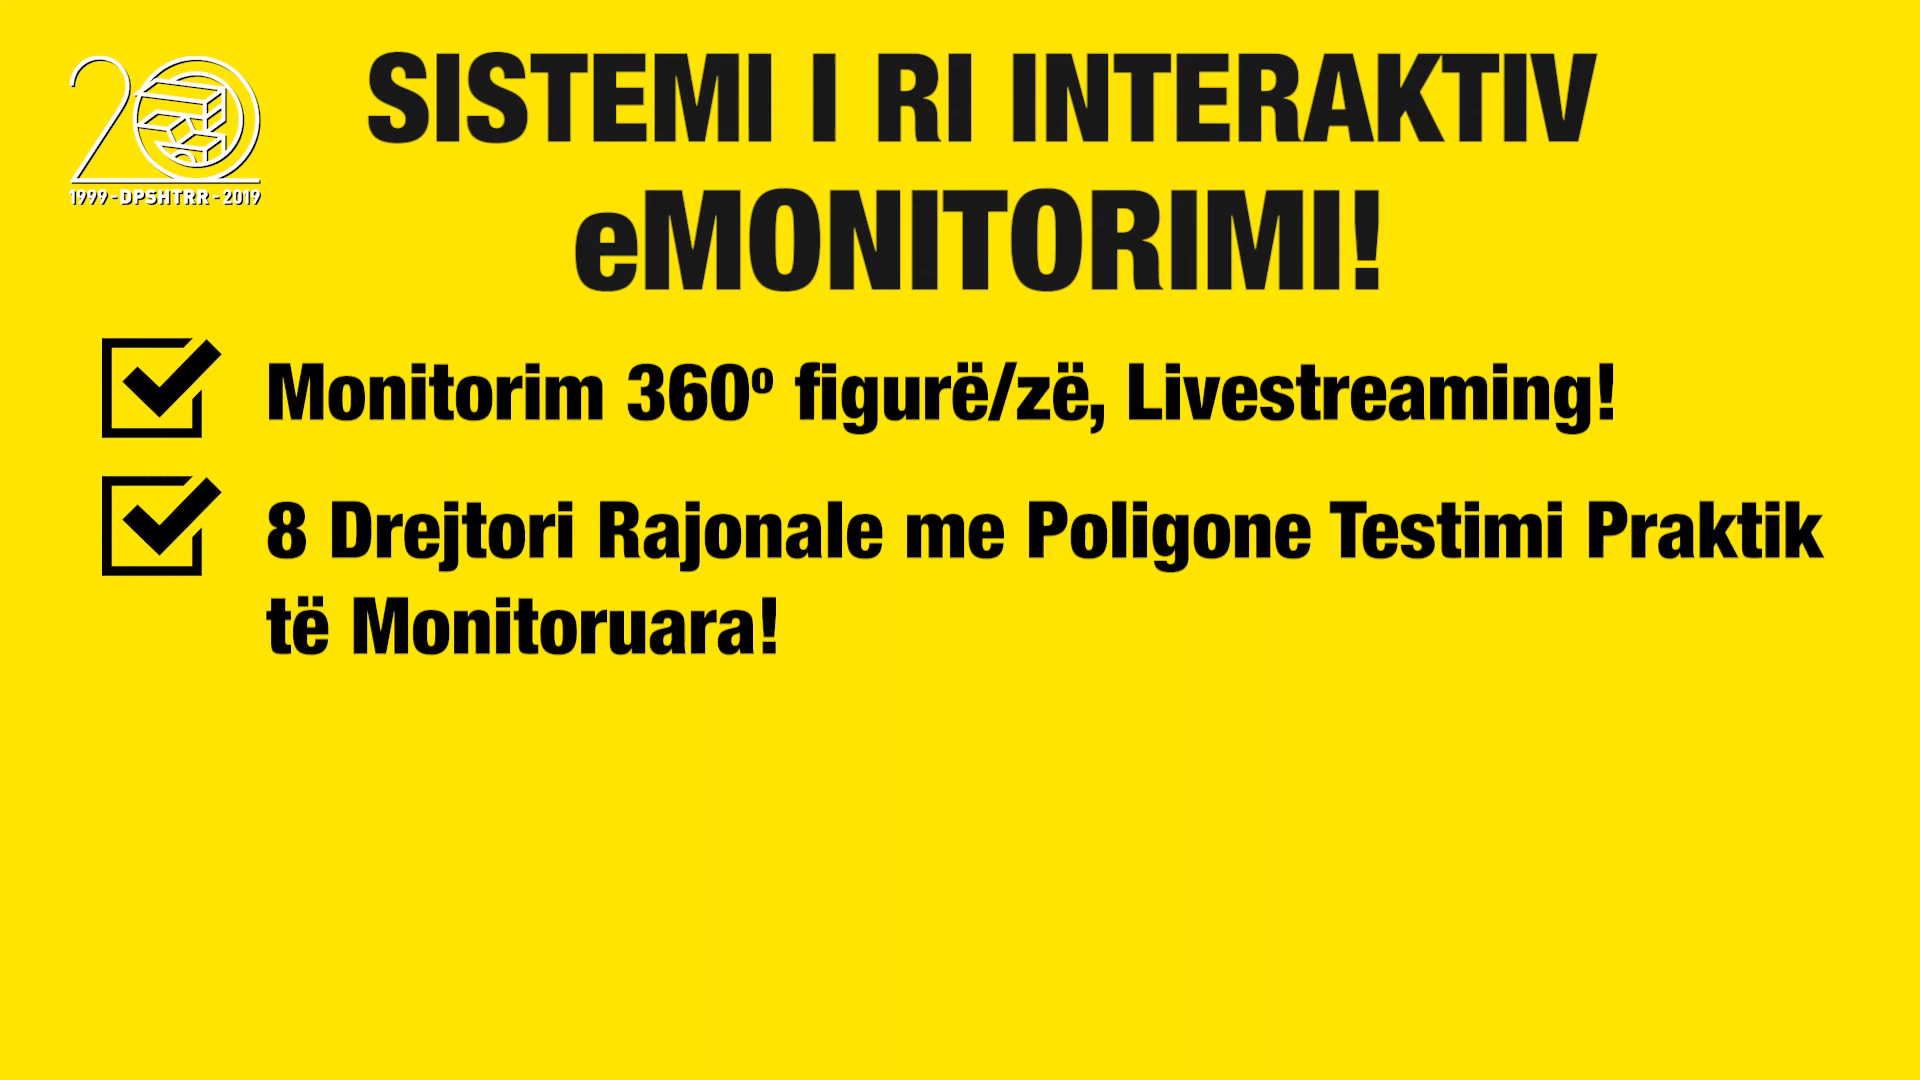 20
1999-DPSHTRR-2019
SISTEMI I RI INTERAKTIV
eMONITORIMI!
Monitorim 360º figurë/zë, Livestreaming!
8 Drejtori Rajonale me Poligone Testimi Praktik
të Monitoruara!